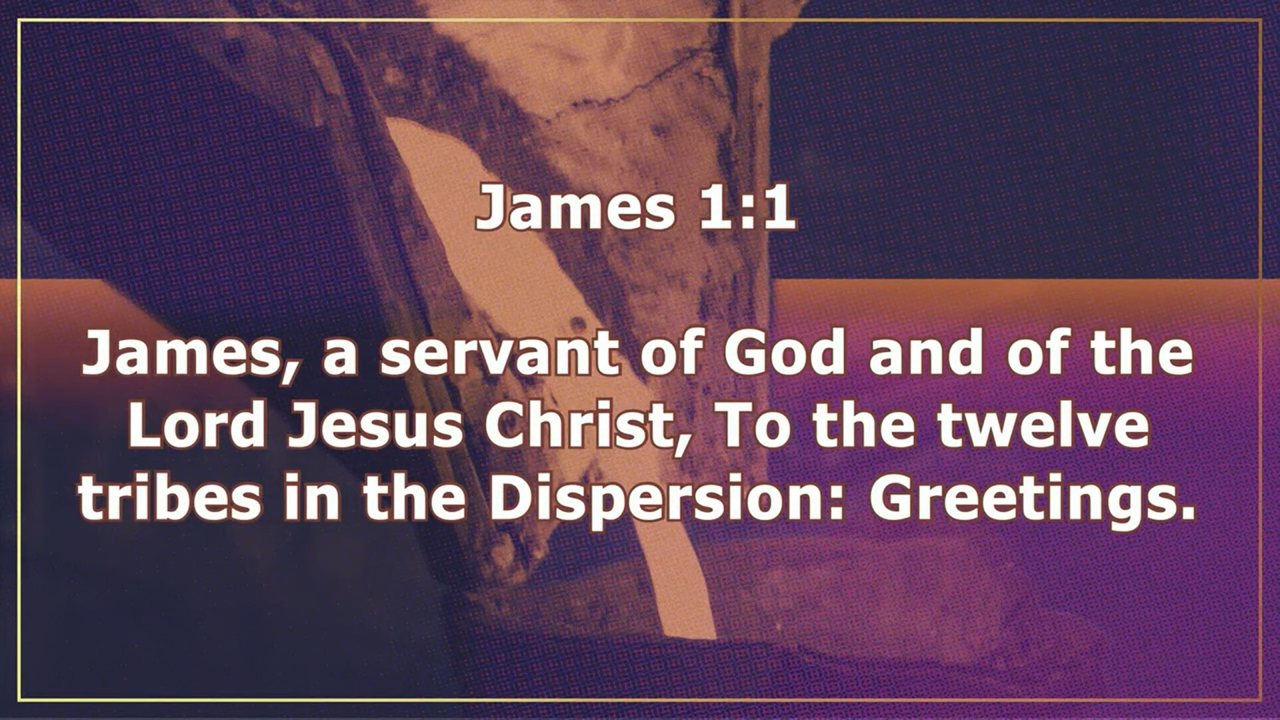 James 1:1
James, a servant of God and of the
Lord Jesus Christ, To the twelve
tribes in the Dispersion: Greetings.